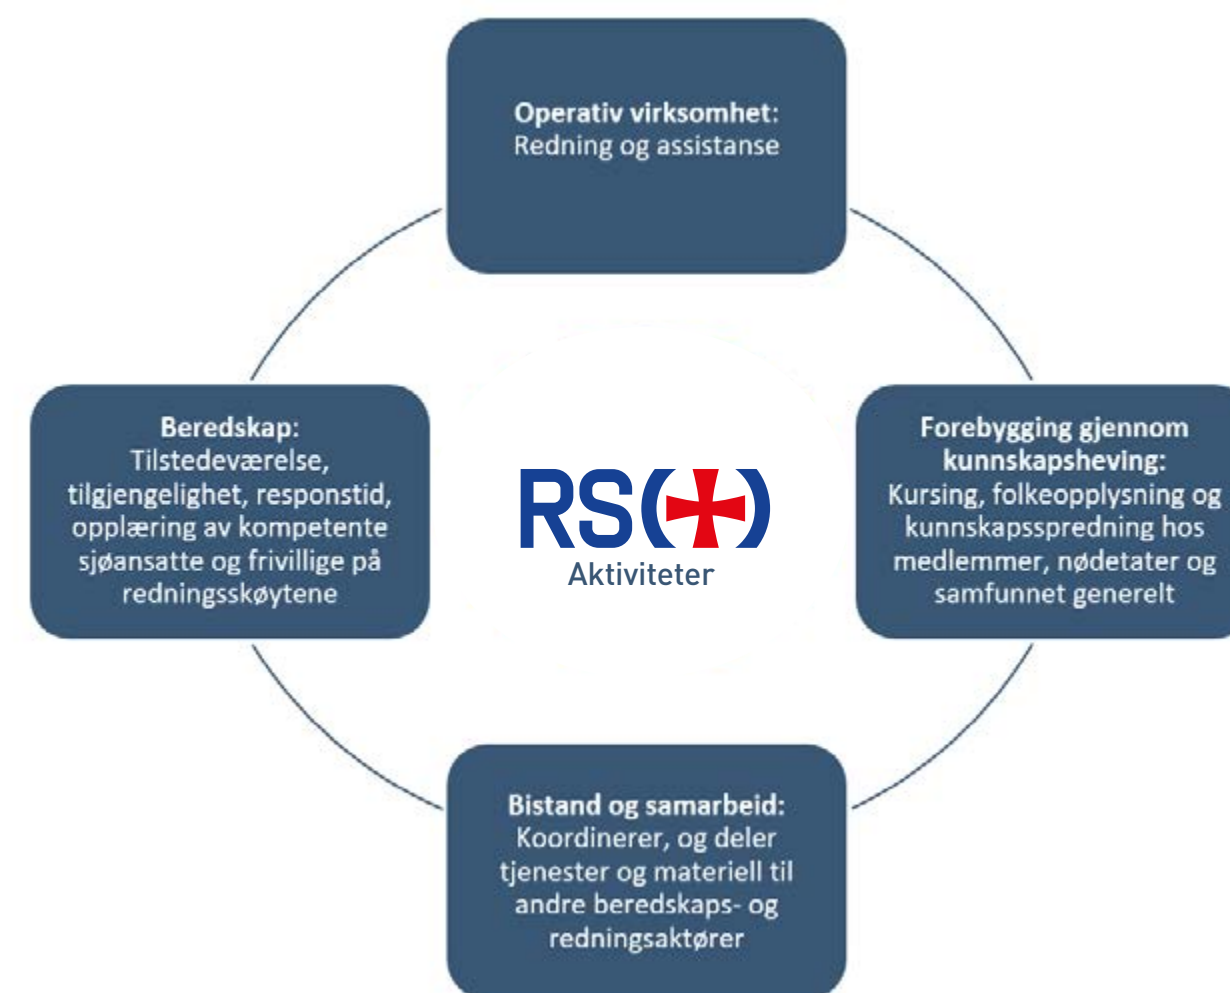 Operativ virksomhet:
Redning og assistanse
Beredskap:
Tilstedeværelse,
tilgjengelighet, responstid,
opplæring av kompetente
sjøansatte og frivillige på
redningsskøytene
RS(+)
Aktiviteter
Forebygging gjennom
kunnskapsheving:
Kursing, folkeopplysning og
kunnskapsspredning hos
medlemmer, nødetater og
samfunnet generelt
Bistand og samarbeid:
Koordinerer, og deler
tjenester og materiell til
andre beredskaps- og
redningsaktører